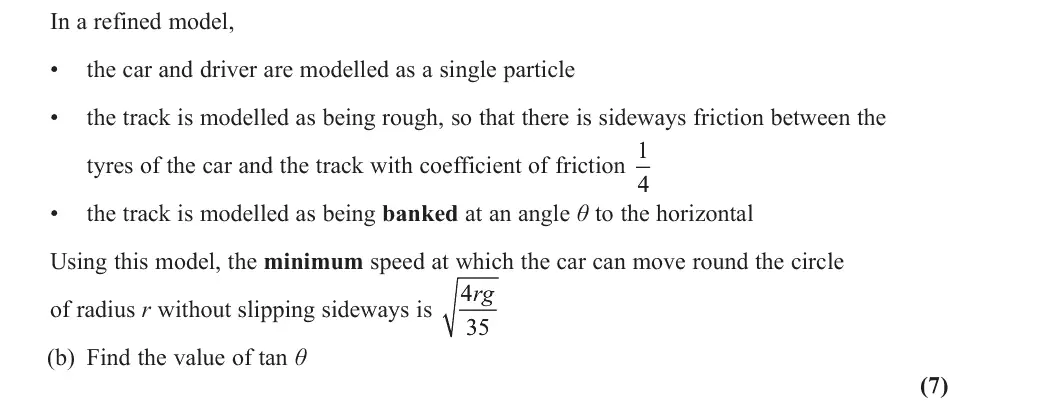 In a refined model,
• the car and driver are modelled as a single particle
• the track is modelled as being rough, so that there is sideways friction between the
tyres of the car and the track with coefficient of friction 1/4
• the track is modelled as being banked at an angle θ to the horizontal
Using this model, the minimum speed at which the car can move round the circle
of radius r without slipping sideways is √(4rg/35)
(b) Find the value of tan θ
(7)